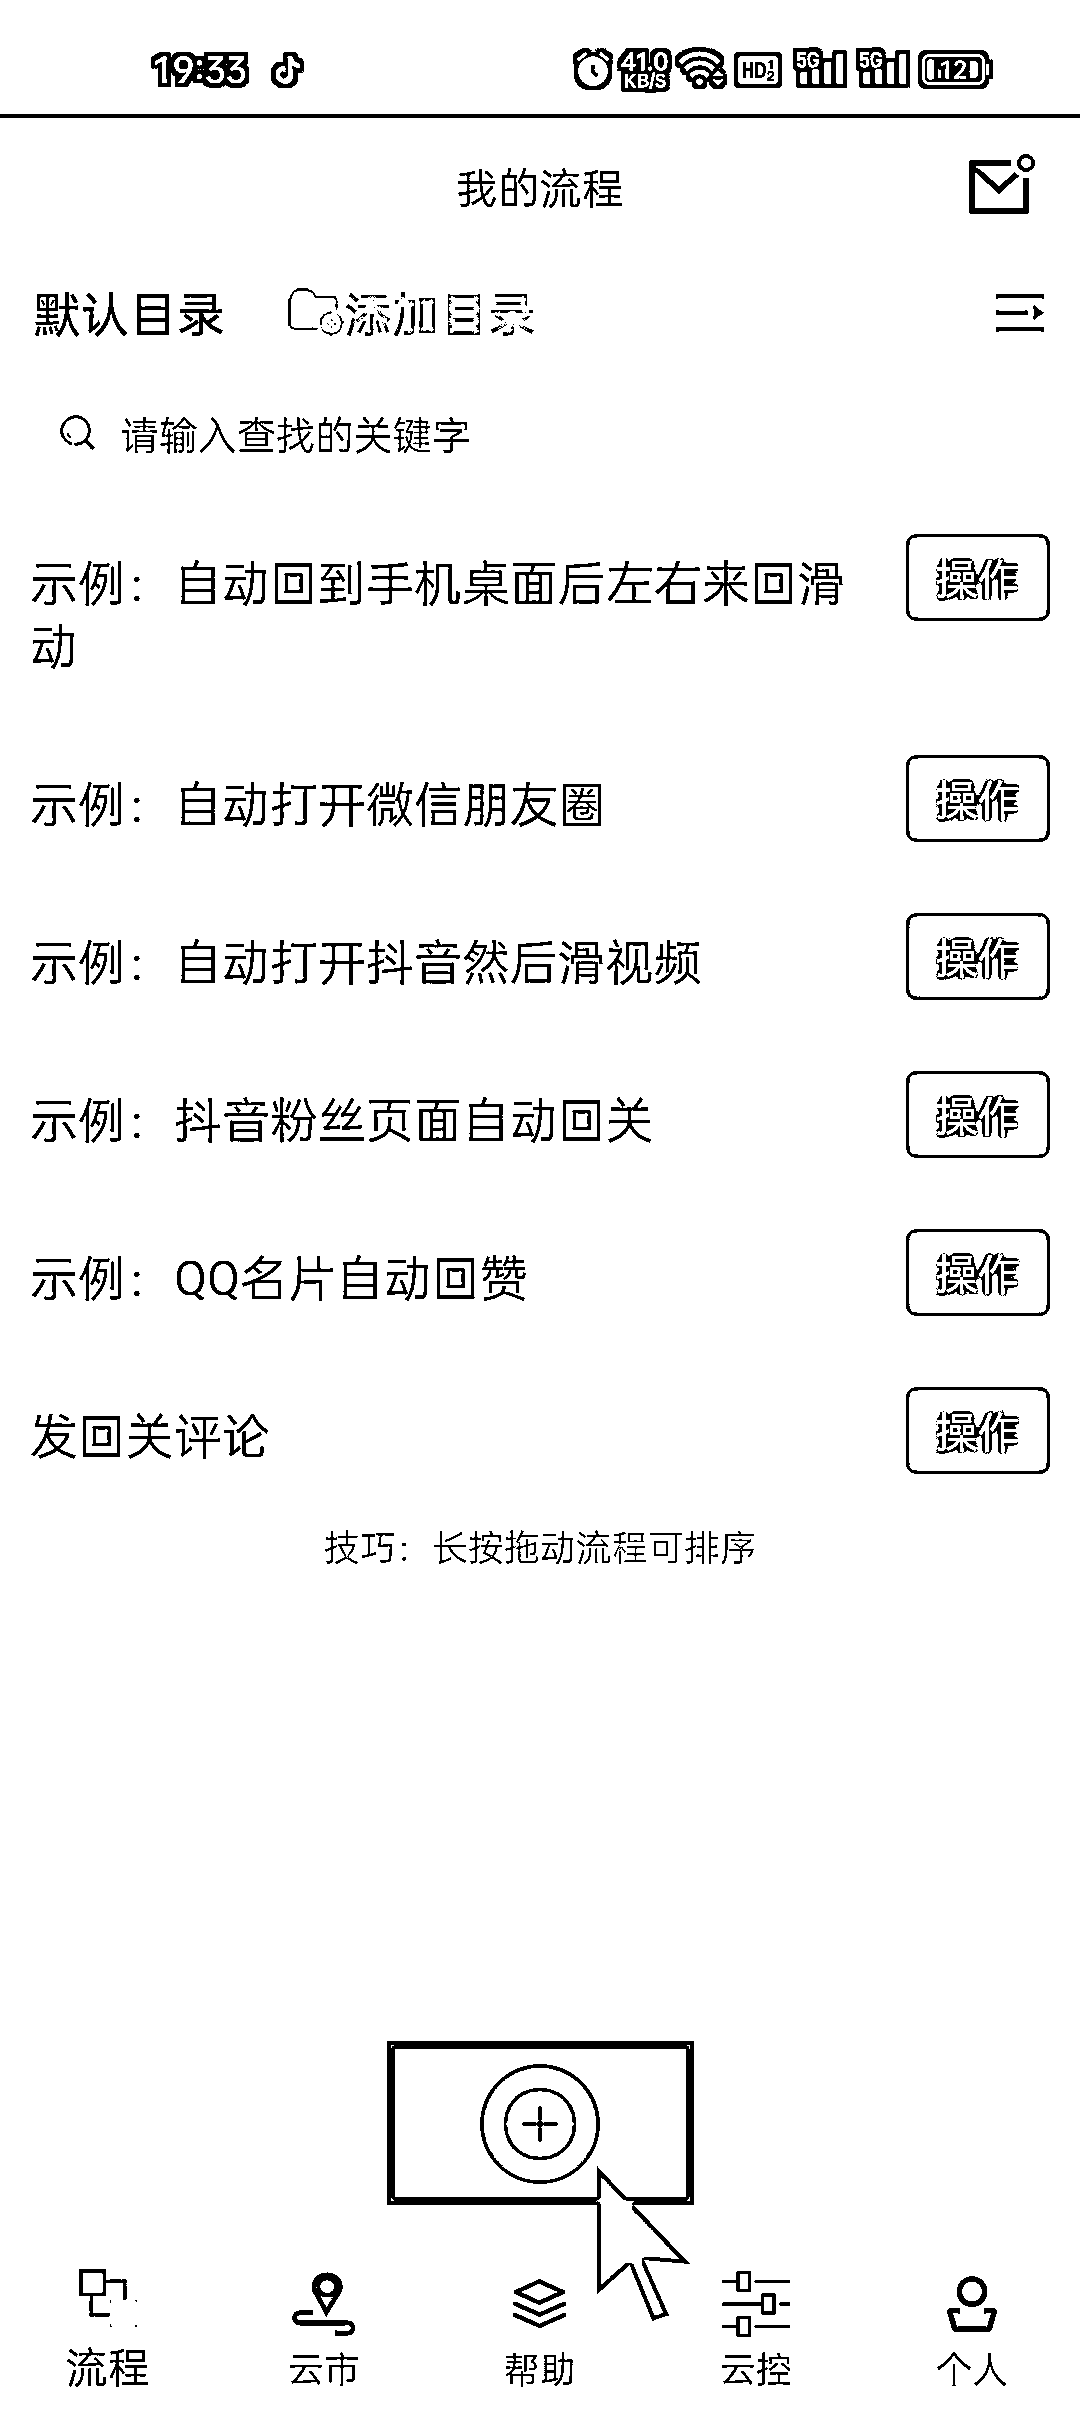 19:33
41.0 KB/S HD 1 2 5G 5G 12
我的流程
默认目录 添加目录
请输入查找的关键字
示例：自动回到手机桌面后左右来回滑
动
操作
示例：自动打开微信朋友圈
操作
示例：自动打开抖音然后滑视频
操作
示例：抖音粉丝页面自动回关
操作
示例：QQ名片自动回赞
操作
发回关评论
操作
技巧：长按拖动流程可排序
流程 云市 帮助 云控 个人